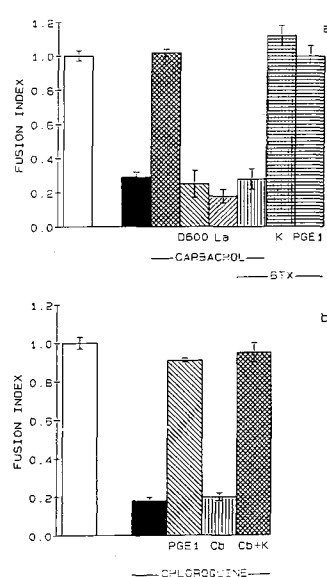 a
1.2
1.0
0.8
0.6
0.4
0.2
0.0
FUSION INDEX
D600 La K PGE1
CARBACHOL
BTX
b
1.2
1.0
0.8
0.6
0.4
0.2
0.0
FUSION INDEX
PGE1 Cb Cb+K
CHLOROQUINE